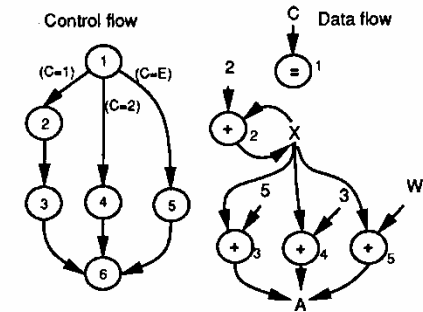 Control flow
Data flow
C
1
= 1
(C=1)
(C=E)
(C=2)
2
2
+ 2
X
3
4
5
5
3
W
+ 3
+ 4
+ 5
6
A